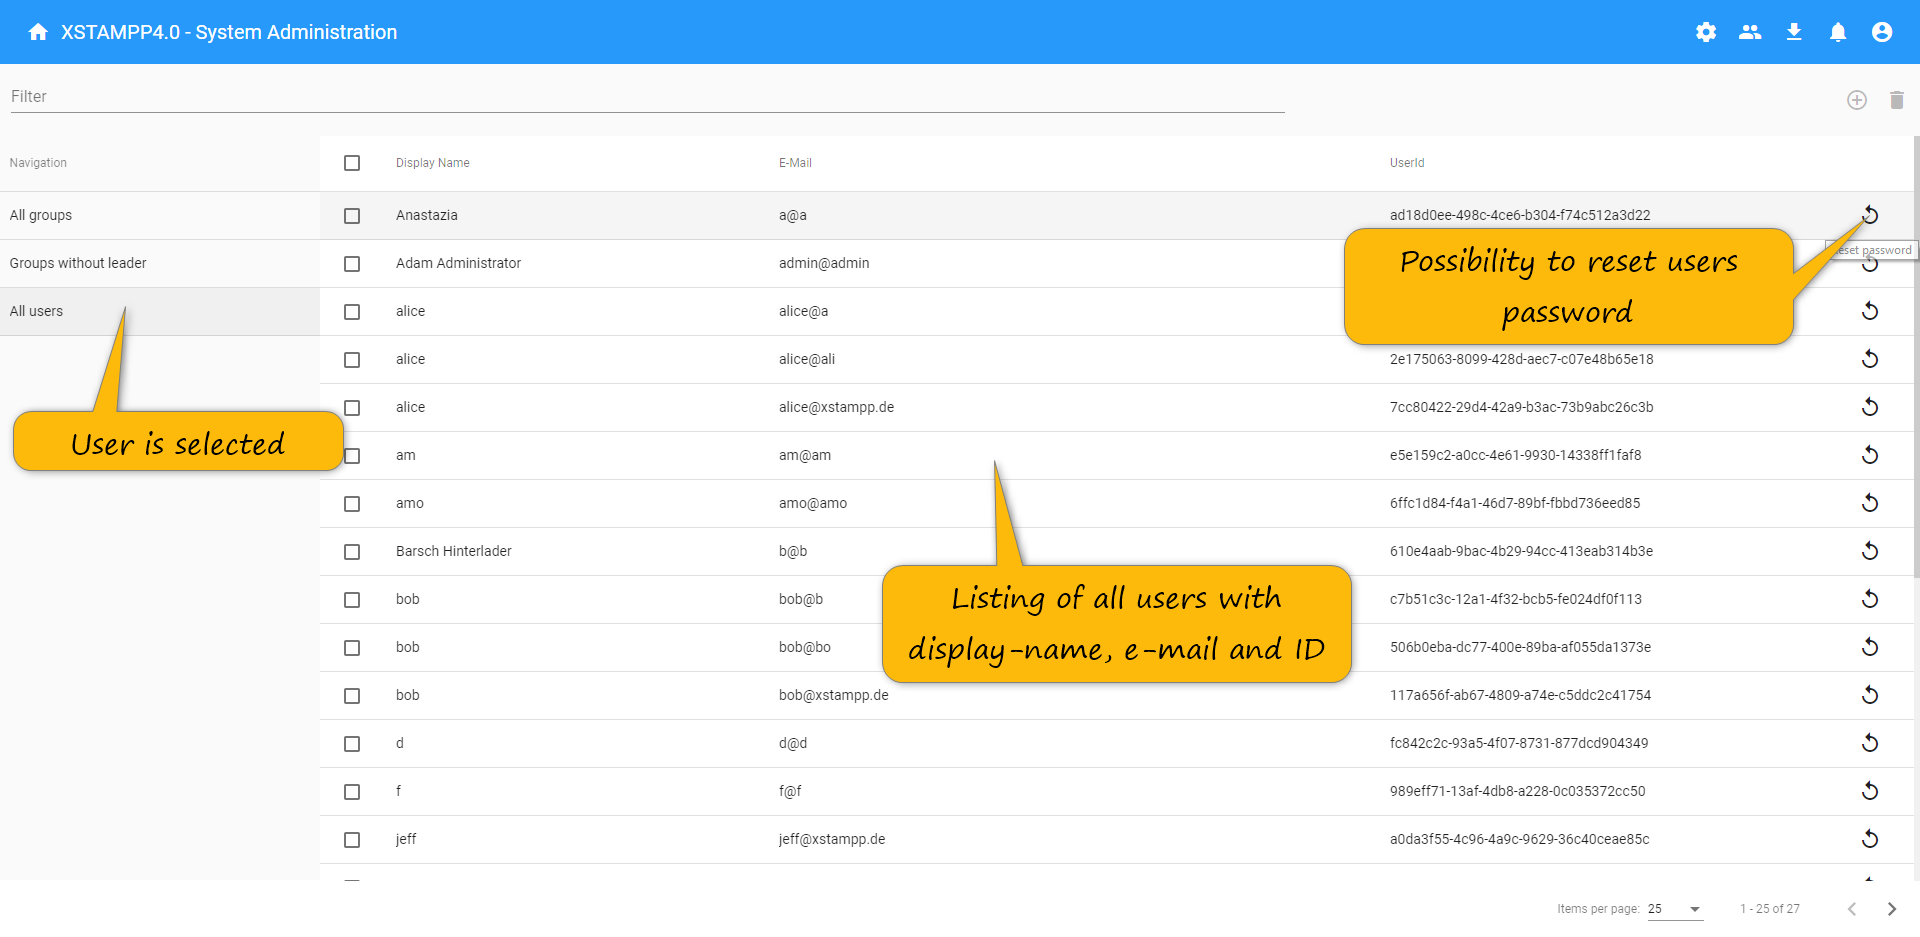 XSTAMPP4.0 - System Administration
Filter
Navigation
Display Name
E-Mail
UserId
All groups
Anastazia
a@a
ad18d0ee-498c-4ce6-b304-f74c512a3d22
Groups without leader
Adam Administrator
admin@admin
Possibility to reset users
password
password
All users
alice
alice@a
alice
alice@ali
2e175063-8099-428d-aec7-c07e48b65e18
alice
alice@xstampp.de
7cc80422-29d4-42a9-b3ac-73b9abc26c3b
User is selected
am
am@am
e5e159c2-a0cc-4e61-9930-14338ff1faf8
amo
amo@amo
6ffc1d84-f4a1-46d7-89bf-fbbd736eed85
Barsch Hinterlader
b@b
610e4aab-9bac-4b29-94cc-413eab314b3e
bob
bob@b
c7b51c3c-12a1-4f32-bcb5-fe024df0f113
Listing of all users with
display-name, e-mail and ID
bob
bob@bo
506b0eba-dc77-400e-89ba-af055da1373e
bob
bob@xstampp.de
117a656f-ab67-4809-a74e-c5ddc2c41754
d
d@d
fc842c2c-93a5-4f07-8731-877dcd904349
f
f@f
989eff71-13af-4db8-a228-0c035372cc50
jeff
jeff@xstampp.de
a0da3f55-4c96-4a9c-9629-36c40ceae85c
Items per page: 25
1 - 25 of 27